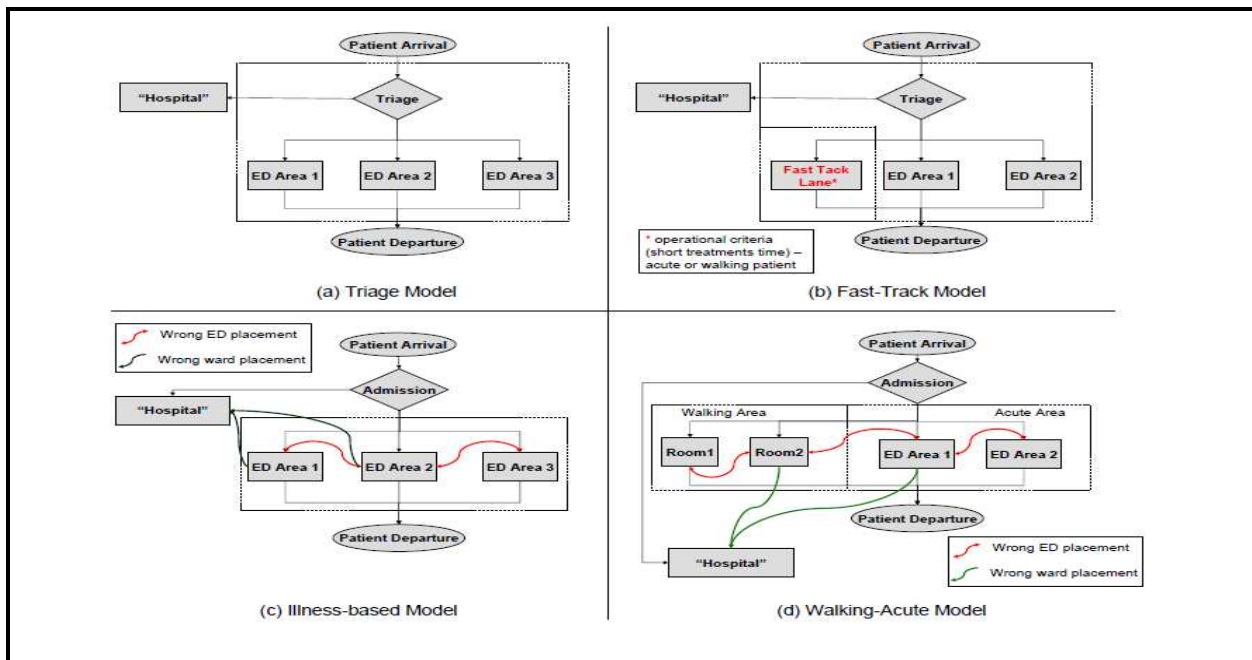 Patient Arrival
"Hospital"
Triage
ED Area 1
ED Area 2
ED Area 3
Patient Departure
(a) Triage Model
Patient Arrival
"Hospital"
Triage
Fast Tack
Lane*
ED Area 1
ED Area 2
Patient Departure
* operational criteria
(short treatments time) –
acute or walking patient
(b) Fast-Track Model
Wrong ED placement
Wrong ward placement
Patient Arrival
Admission
"Hospital"
ED Area 1
ED Area 2
ED Area 3
Patient Departure
(c) Illness-based Model
Patient Arrival
Admission
Walking Area
Acute Area
Room1
Room2
ED Area 1
ED Area 2
Patient Departure
"Hospital"
Wrong ED placement
Wrong ward placement
(d) Walking-Acute Model